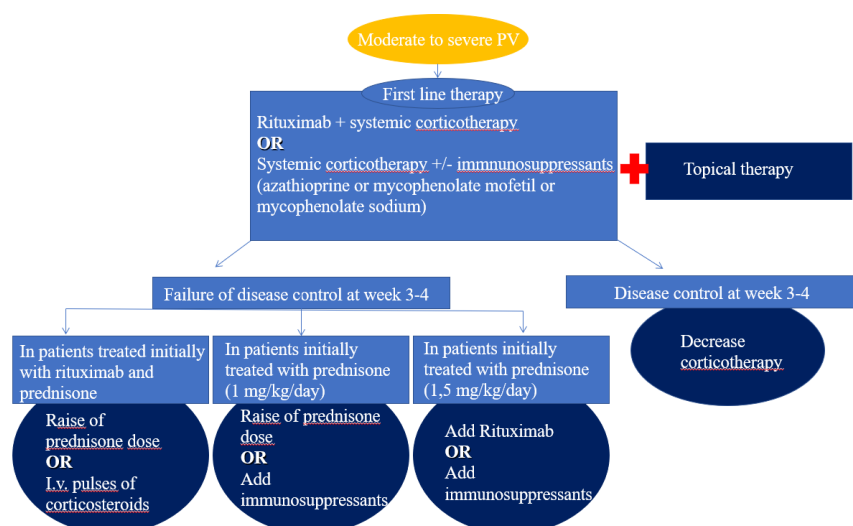 Moderate to severe PV
First line therapy
Rituximab + systemic corticotherapy
OR
Systemic corticotherapy +/- immnunosuppressants
(azathioprine or mycophenolate mofetil or
mycophenolate sodium)
Topical therapy
Failure of disease control at week 3-4
Disease control at week 3-4
In patients treated initially
with rituximab and
prednisone
In patients initially
treated with prednisone
(1 mg/kg/day)
In patients initially
treated with prednisone
(1,5 mg/kg/day)
Decrease
corticotherapy
Raise of
prednisone dose
OR
I.v. pulses of
corticosteroids
Raise of prednisone
dose
OR
Add
immunosuppressants
Add Rituximab
OR
Add
immunosuppressants